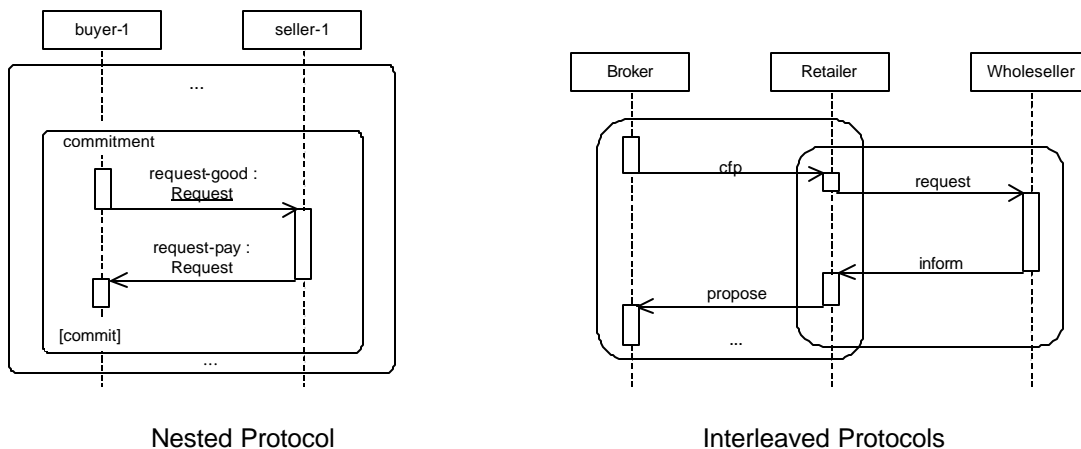 buyer-1
seller-1
...
commitment
request-good :
Request
request-pay :
Request
[commit]
...
Nested Protocol
Broker
Retailer
Wholeseller
cfp
request
inform
propose
...
Interleaved Protocols